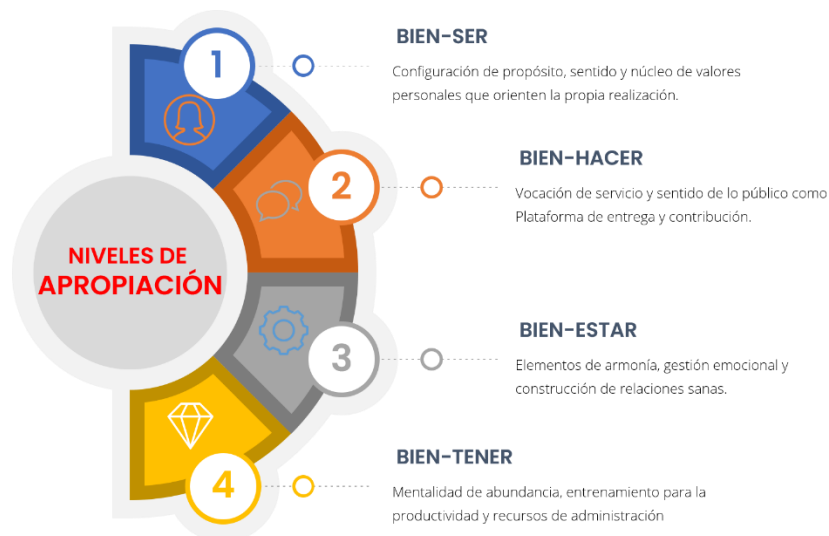 NIVELES DE
APROPIACIÓN
1
BIEN-SER
Configuración de propósito, sentido y núcleo de valores
personales que orienten la propia realización.
2
BIEN-HACER
Vocación de servicio y sentido de lo público como
Plataforma de entrega y contribución.
3
BIEN-ESTAR
Elementos de armonía, gestión emocional y
construcción de relaciones sanas.
4
BIEN-TENER
Mentalidad de abundancia, entrenamiento para la
productividad y recursos de administración